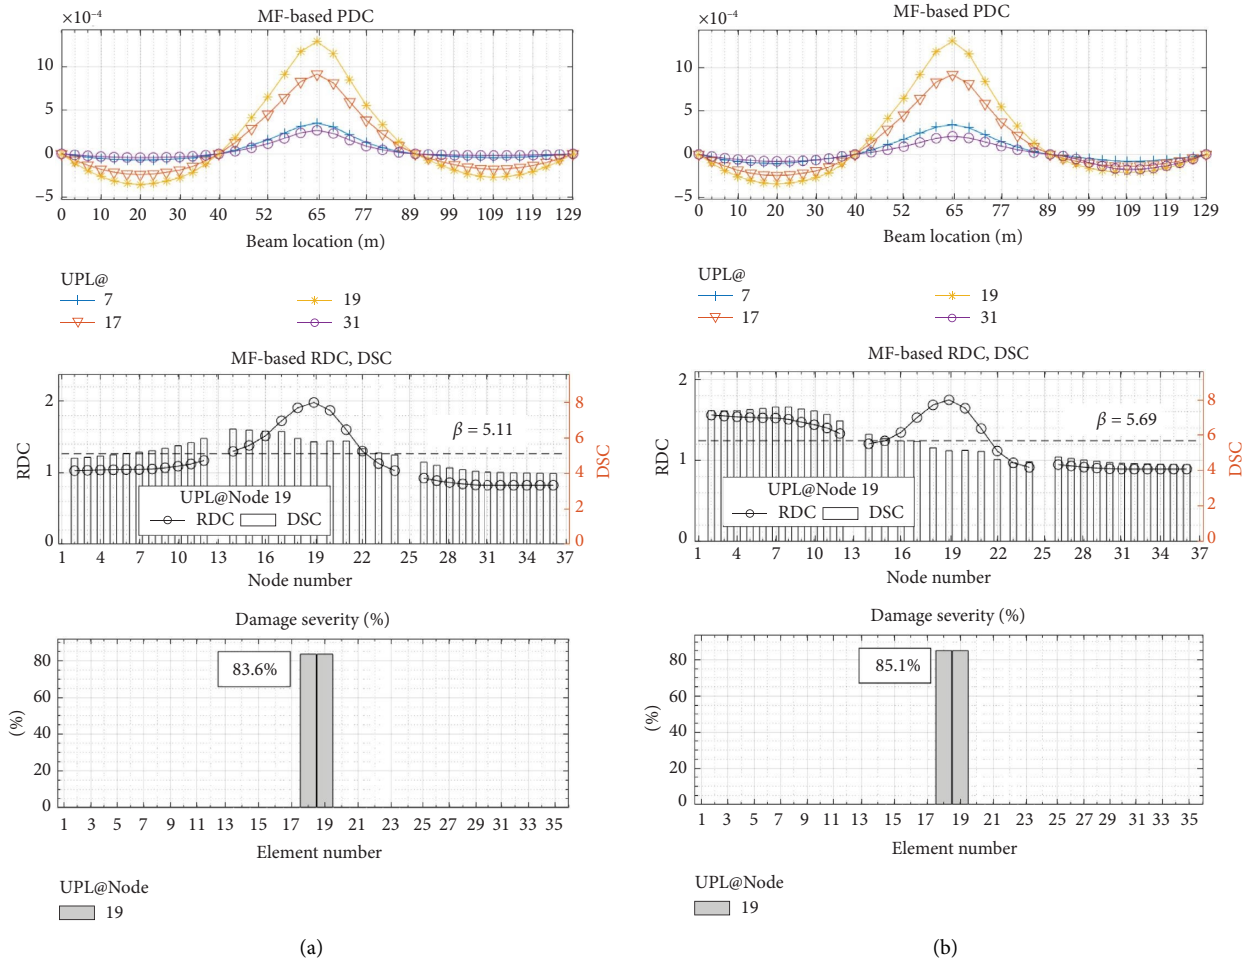 MF-based PDC
×10⁻⁴
10
5
0
−5
0 10 20 30 40 52 65 77 89 99 109 119 129
Beam location (m)
UPL@
7 19
17 31
MF-based RDC, DSC
RDC
2
1
0
8
6
4
2
0
DSC
β = 5.11
UPL@Node 19
RDC DSC
1 4 7 10 13 16 19 22 25 28 31 34 37
Node number
Damage severity (%)
(%)
80
60
40
20
0
83.6%
1 3 5 7 9 11 13 15 17 19 21 23 25 27 29 31 33 35
Element number
UPL@Node
19
(a)
MF-based PDC
×10⁻⁴
10
5
0
−5
0 10 20 30 40 52 65 77 89 99 109 119 129
Beam location (m)
UPL@
7 19
17 31
MF-based RDC, DSC
RDC
2
1
0
8
6
4
2
0
DSC
β = 5.69
UPL@Node 19
RDC DSC
1 4 7 10 13 16 19 22 25 28 31 34 37
Node number
Damage severity (%)
(%)
80
60
40
20
0
85.1%
1 3 5 7 9 11 13 15 17 19 21 23 25 27 29 31 33 35
Element number
UPL@Node
19
(b)